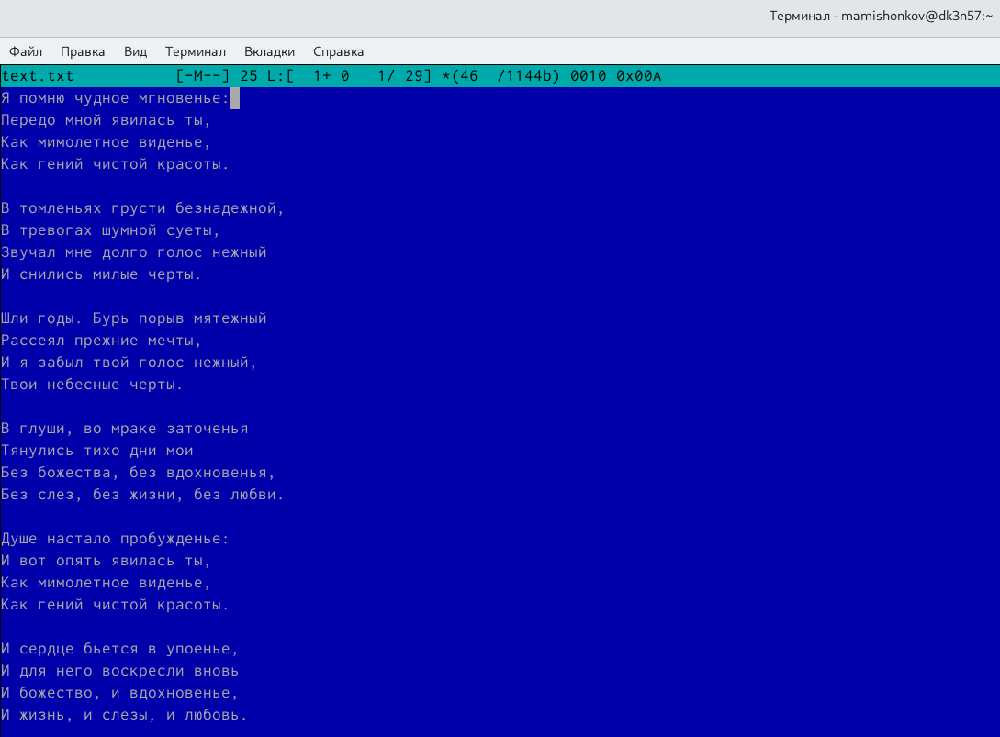 Терминал - mamishonkov@dk3n57:~
Файл Правка Вид Терминал Вкладки Справка
text.txt [-M--] 25 L:[ 1+ 0 1/ 29] *(46 /1144b) 0010 0x00A
Я помню чудное мгновенье:
Передо мной явилась ты,
Как мимолетное виденье,
Как гений чистой красоты.

В томленьях грусти безнадежной,
В тревогах шумной суеты,
Звучал мне долго голос нежный
И снились милые черты.

Шли годы. Бурь порыв мятежный
Рассеял прежние мечты,
И я забыл твой голос нежный,
Твои небесные черты.

В глуши, во мраке заточенья
Тянулись тихо дни мои
Без божества, без вдохновенья,
Без слез, без жизни, без любви.

Душе настало пробужденье:
И вот опять явилась ты,
Как мимолетное виденье,
Как гений чистой красоты.

И сердце бьется в упоенье,
И для него воскресли вновь
И божество, и вдохновенье,
И жизнь, и слезы, и любовь.